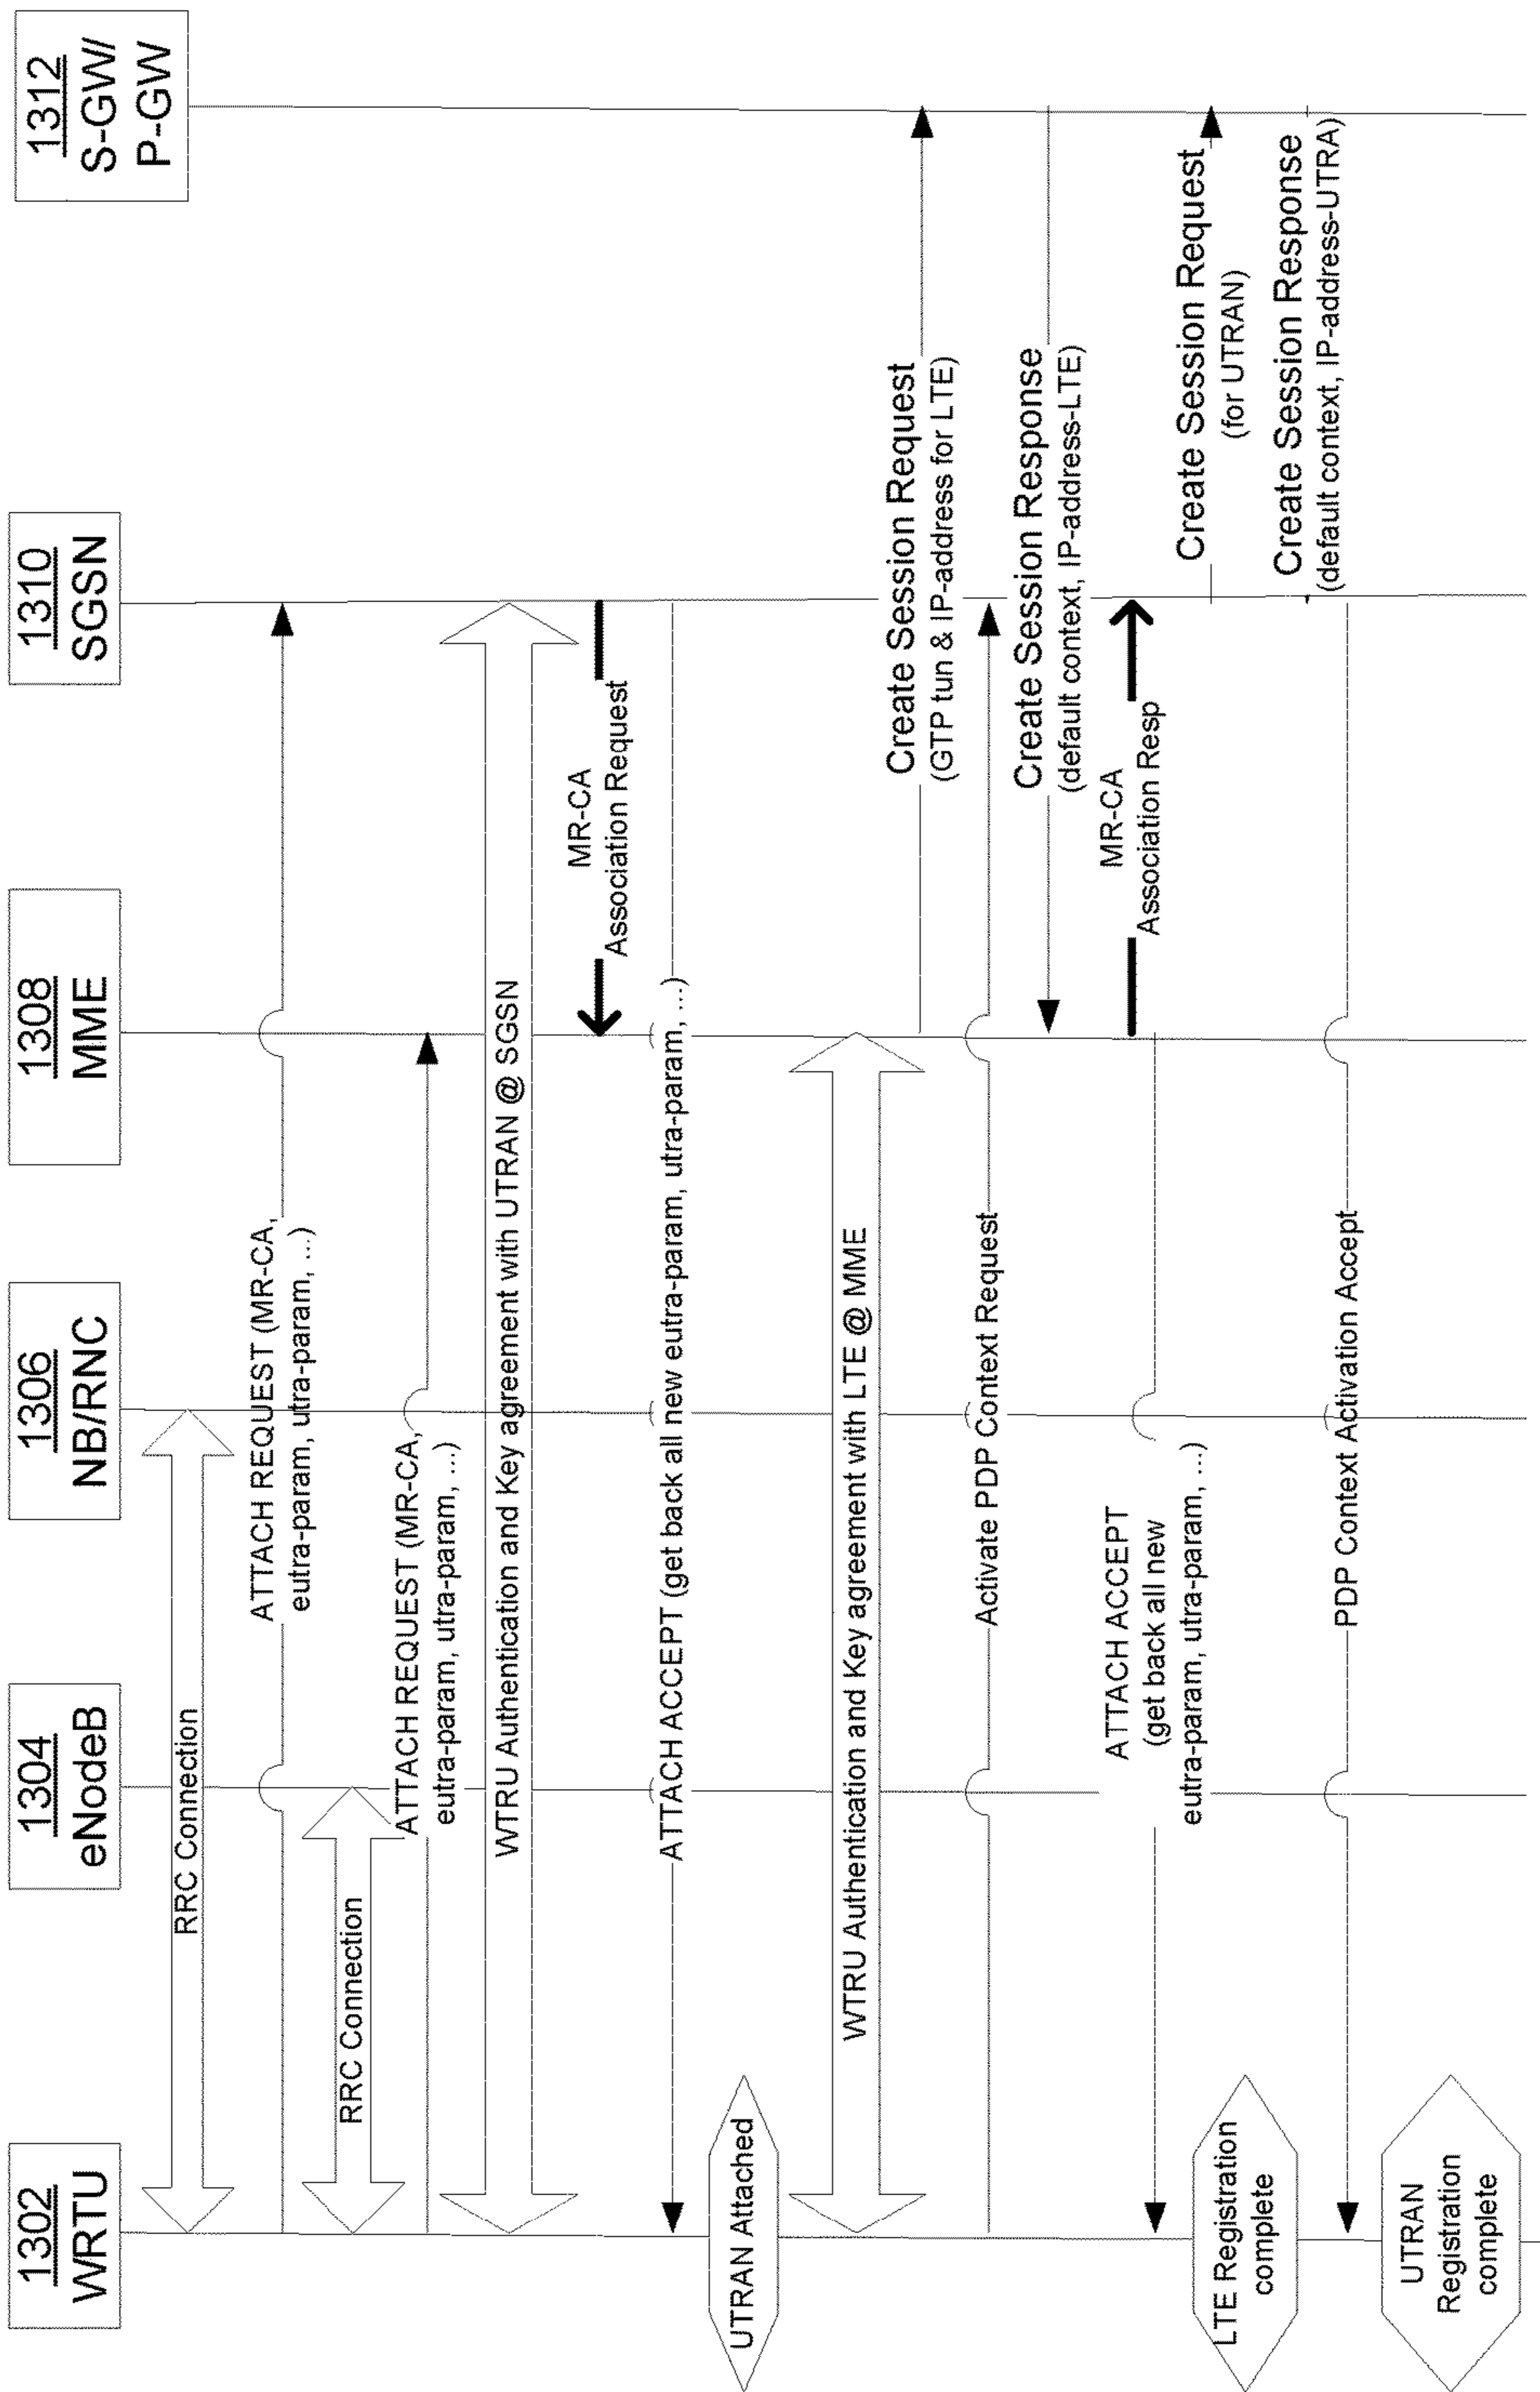 1302
WRTU
1304
eNodeB
1306
NB/RNC
1308
MME
1310
SGSN
1312
S-GW/
P-GW
RRC Connection
ATTACH REQUEST (MR-CA,
eutra-param, utra-param, ...)
RRC Connection
ATTACH REQUEST (MR-CA,
eutra-param, utra-param, ...)
WTRU Authentication and Key agreement with UTRAN @ SGSN
MR-CA
Association Request
ATTACH ACCEPT (get back all new eutra-param, utra-param, ...)
UTRAN Attached
WTRU Authentication and Key agreement with LTE @ MME
Create Session Request
(GTP tun & IP-address for LTE)
Activate PDP Context Request
Create Session Response
(default context, IP-address-LTE)
MR-CA
Association Resp
ATTACH ACCEPT
(get back all new
eutra-param, utra-param, ...)
Create Session Request
(for UTRAN)
LTE Registration
complete
Create Session Response
(default context, IP-address-UTRA)
PDP Context Activation Accept
UTRAN
Registration
complete